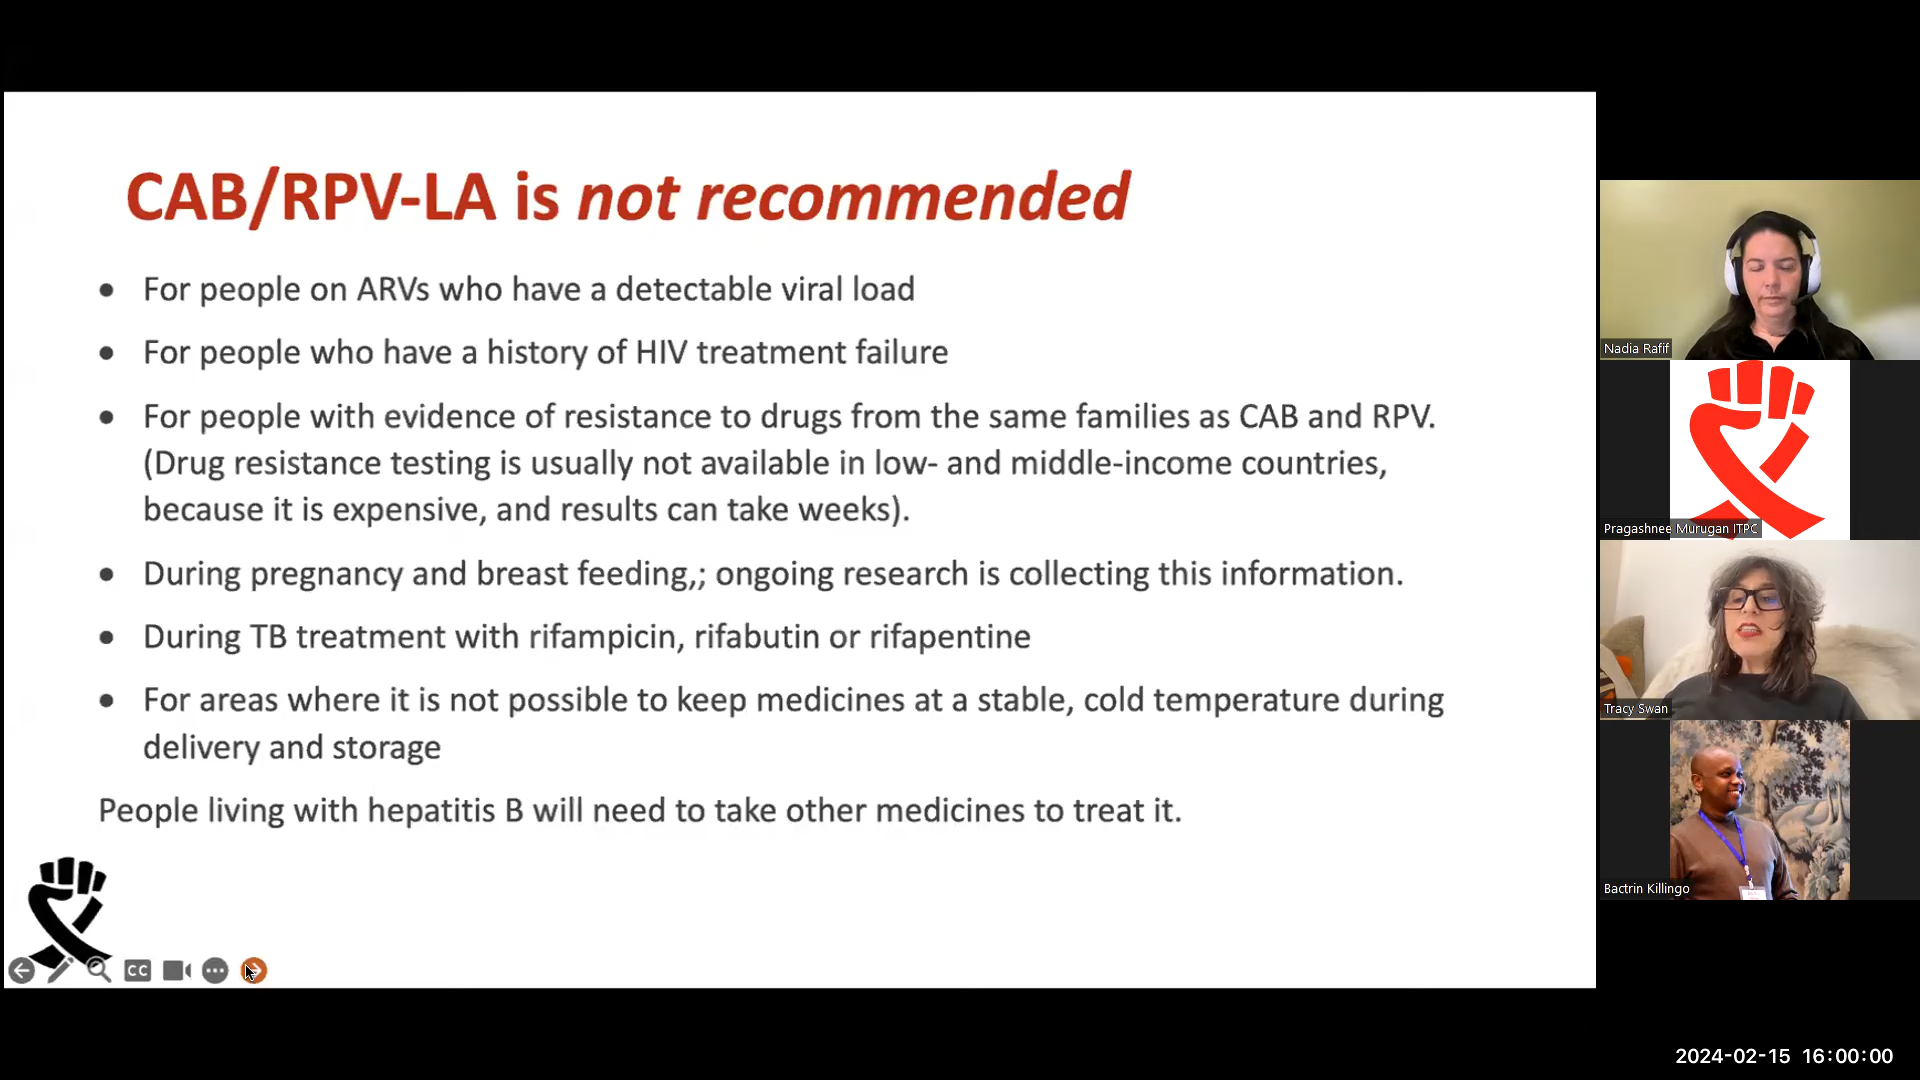 CAB/RPV-LA is not recommended
• For people on ARVs who have a detectable viral load
• For people who have a history of HIV treatment failure
• For people with evidence of resistance to drugs from the same families as CAB and RPV.
(Drug resistance testing is usually not available in low- and middle-income countries,
because it is expensive, and results can take weeks).
• During pregnancy and breast feeding,; ongoing research is collecting this information.
• During TB treatment with rifampicin, rifabutin or rifapentine
• For areas where it is not possible to keep medicines at a stable, cold temperature during
delivery and storage
People living with hepatitis B will need to take other medicines to treat it.
CC
Nadia Rafif
Pragashnee Murugan ITPC
Tracy Swan
Bactrin Killingo
2024-02-15 16:00:00